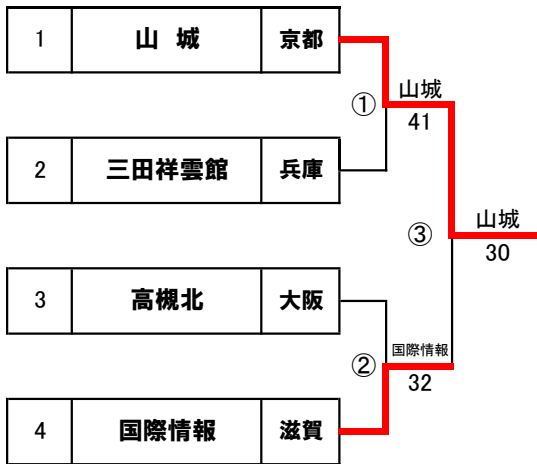 1 山 城 京都
① 山城
41
2 三田祥雲館 兵庫
③ 山城
30
3 高槻北 大阪
② 国際情報
32
4 国際情報 滋賀